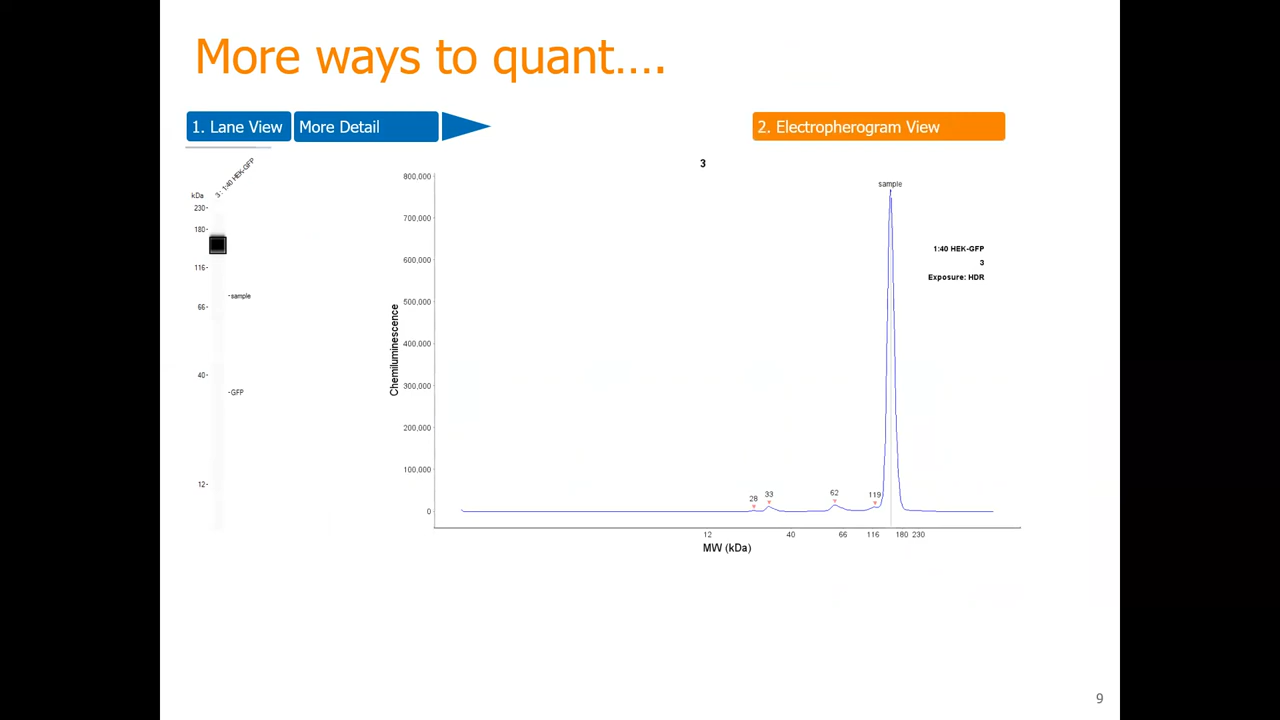 More ways to quant….
1. Lane View
More Detail
2. Electropherogram View
3 : 1:40 HEK-GFP
kDa
230-
180-
116-
-sample
66-
40-
-GFP
12-
3
800,000
700,000
600,000
500,000
400,000
300,000
200,000
100,000
0
Chemiluminescence
sample
1:40 HEK-GFP
3
Exposure: HDR
28
33
62
119
12 40 66 116 180 230
MW (kDa)
9